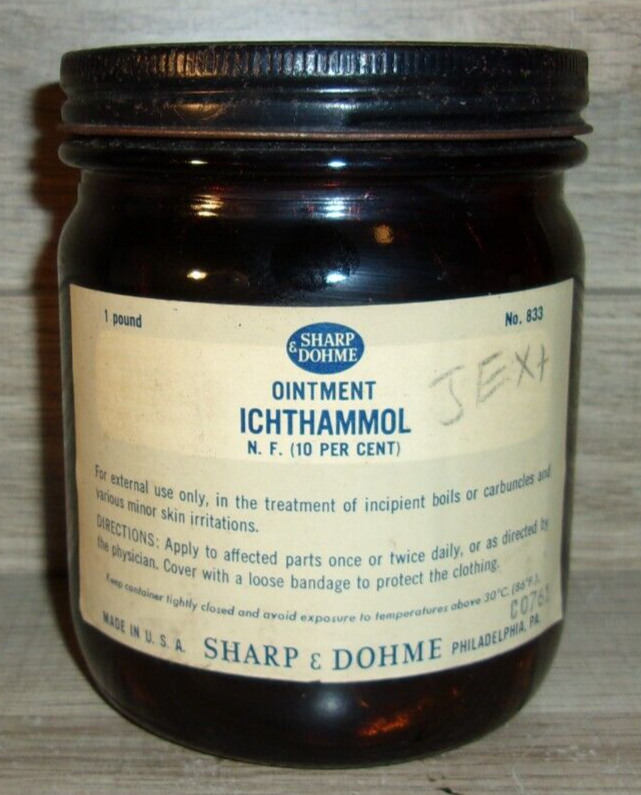 1 pound
No. 833
SHARP
& DOHME
OINTMENT
ICHTHAMMOL
N. F. (10 PER CENT)
JEXT
For external use only, in the treatment of incipient boils or carbuncles and
various minor skin irritations.
DIRECTIONS: Apply to affected parts once or twice daily, or as directed by
the physician. Cover with a loose bandage to protect the clothing.
Keep container tightly closed and avoid exposure to temperatures above 30°C. (86°F.).
MADE IN U. S. A.
SHARP & DOHME
PHILADELPHIA, PA.